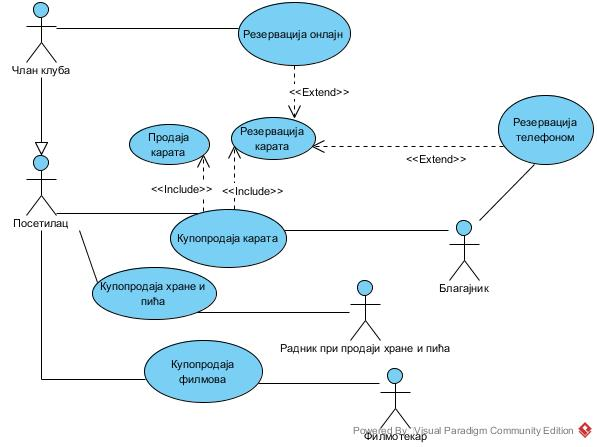 Резервација онлајн
Члан клуба
<<Extend>>
Резервација
телефоном
Продаја
карата
Резервација
карата
<<Extend>>
<<Include>>
<<Include>>
Посетилац
Купопродаја карата
Благајник
Купопродаја хране и
пића
Радник при продаји хране и пића
Купопродаја
филмова
Powered By Visual Paradigm Community Edition
Филмотекар